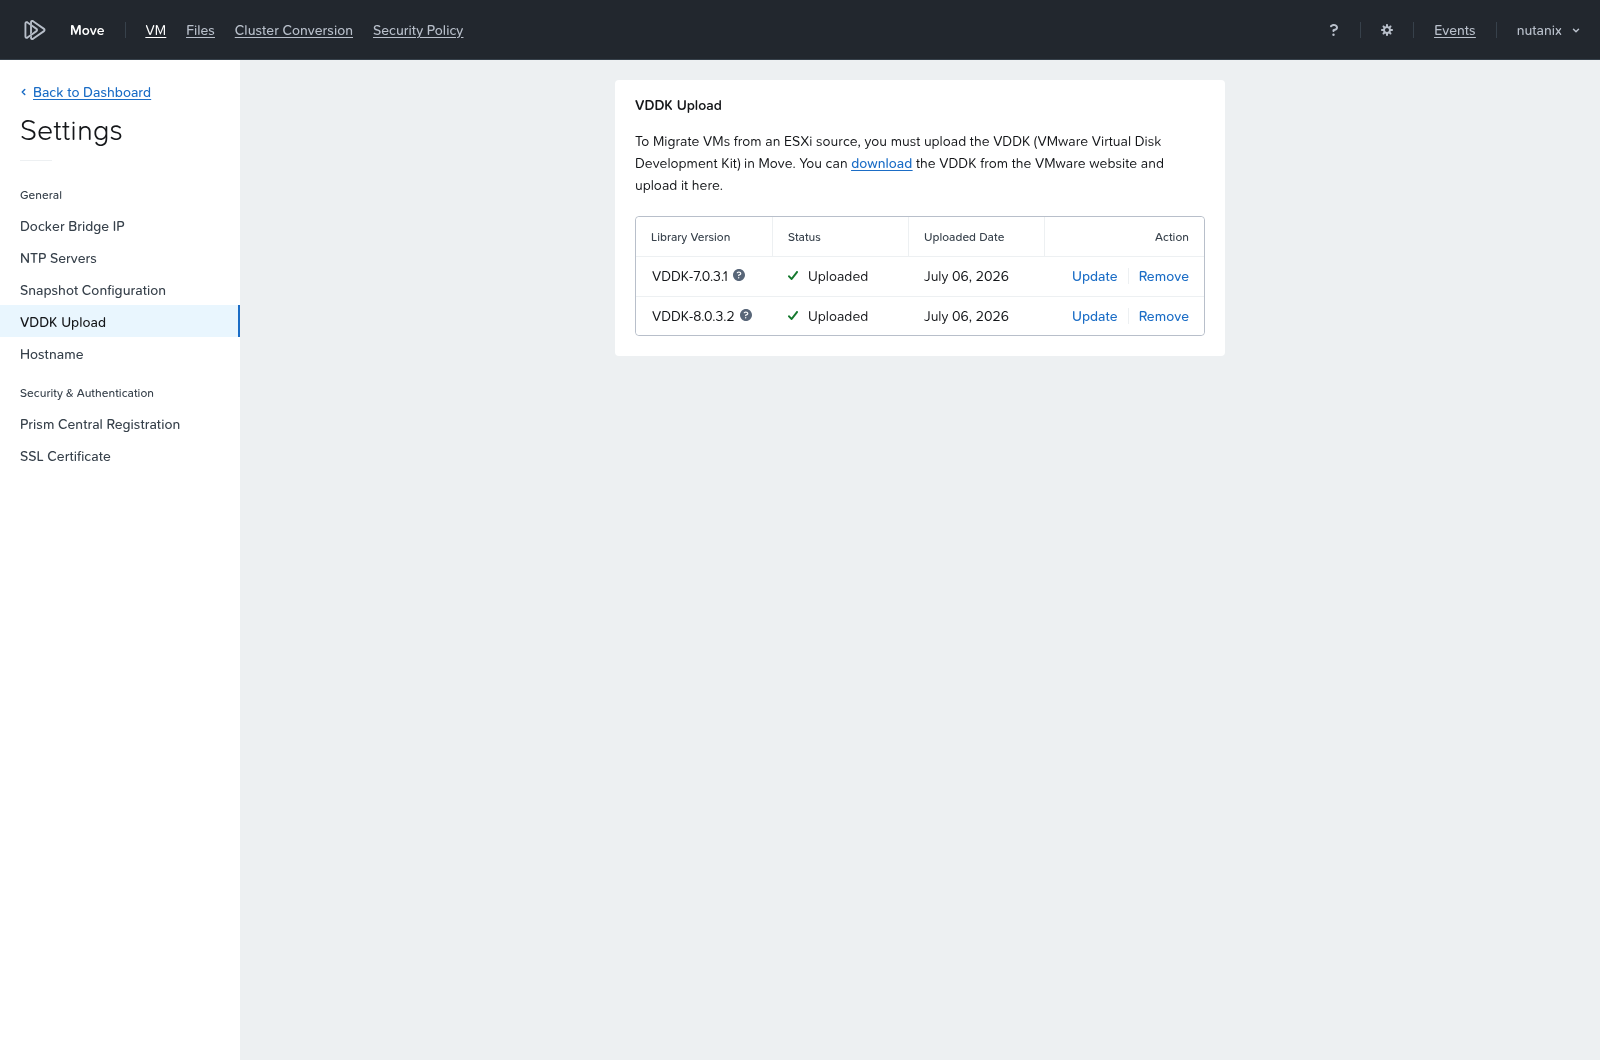 Move VM Files Cluster Conversion Security Policy ? Events nutanix
Back to Dashboard
Settings
General
Docker Bridge IP
NTP Servers
Snapshot Configuration
VDDK Upload
Hostname
Security & Authentication
Prism Central Registration
SSL Certificate
VDDK Upload
To Migrate VMs from an ESXi source, you must upload the VDDK (VMware Virtual Disk
Development Kit) in Move. You can download the VDDK from the VMware website and
upload it here.
Library Version Status Uploaded Date Action
VDDK-7.0.3.1 ? Uploaded July 06, 2026 Update Remove
VDDK-8.0.3.2 ? Uploaded July 06, 2026 Update Remove